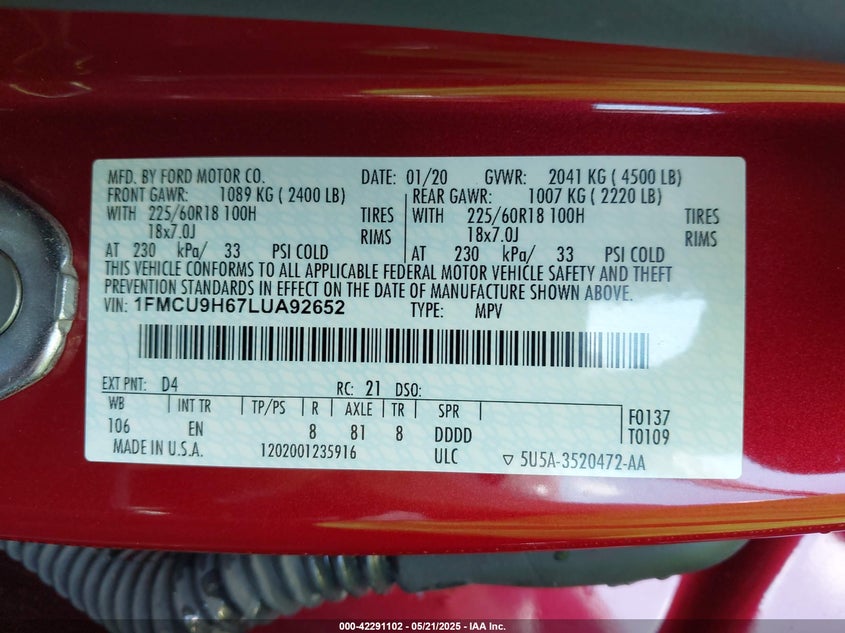 MFD. BY FORD MOTOR CO. DATE: 01/20 GVWR: 2041 KG ( 4500 LB)
FRONT GAWR: 1089 KG ( 2400 LB) REAR GAWR: 1007 KG ( 2220 LB)
WITH 225/60R18 100H TIRES WITH 225/60R18 100H TIRES
18x7.0J RIMS 18x7.0J RIMS
AT 230 kPa/ 33 PSI COLD AT 230 kPa/ 33 PSI COLD
THIS VEHICLE CONFORMS TO ALL APPLICABLE FEDERAL MOTOR VEHICLE SAFETY AND THEFT
PREVENTION STANDARDS IN EFFECT ON THE DATE OF MANUFACTURE SHOWN ABOVE.
VIN: 1FMCU9H67LUA92652 TYPE: MPV
EXT PNT: D4 RC: 21 DSO:
WB INT TR TP/PS R AXLE TR SPR F0137
106 EN 8 81 8 DDDD T0109
MADE IN U.S.A. 1202001235916 ULC ▽ 5U5A-3520472-AA
000-42291102 - 05/21/2025 - IAA Inc.